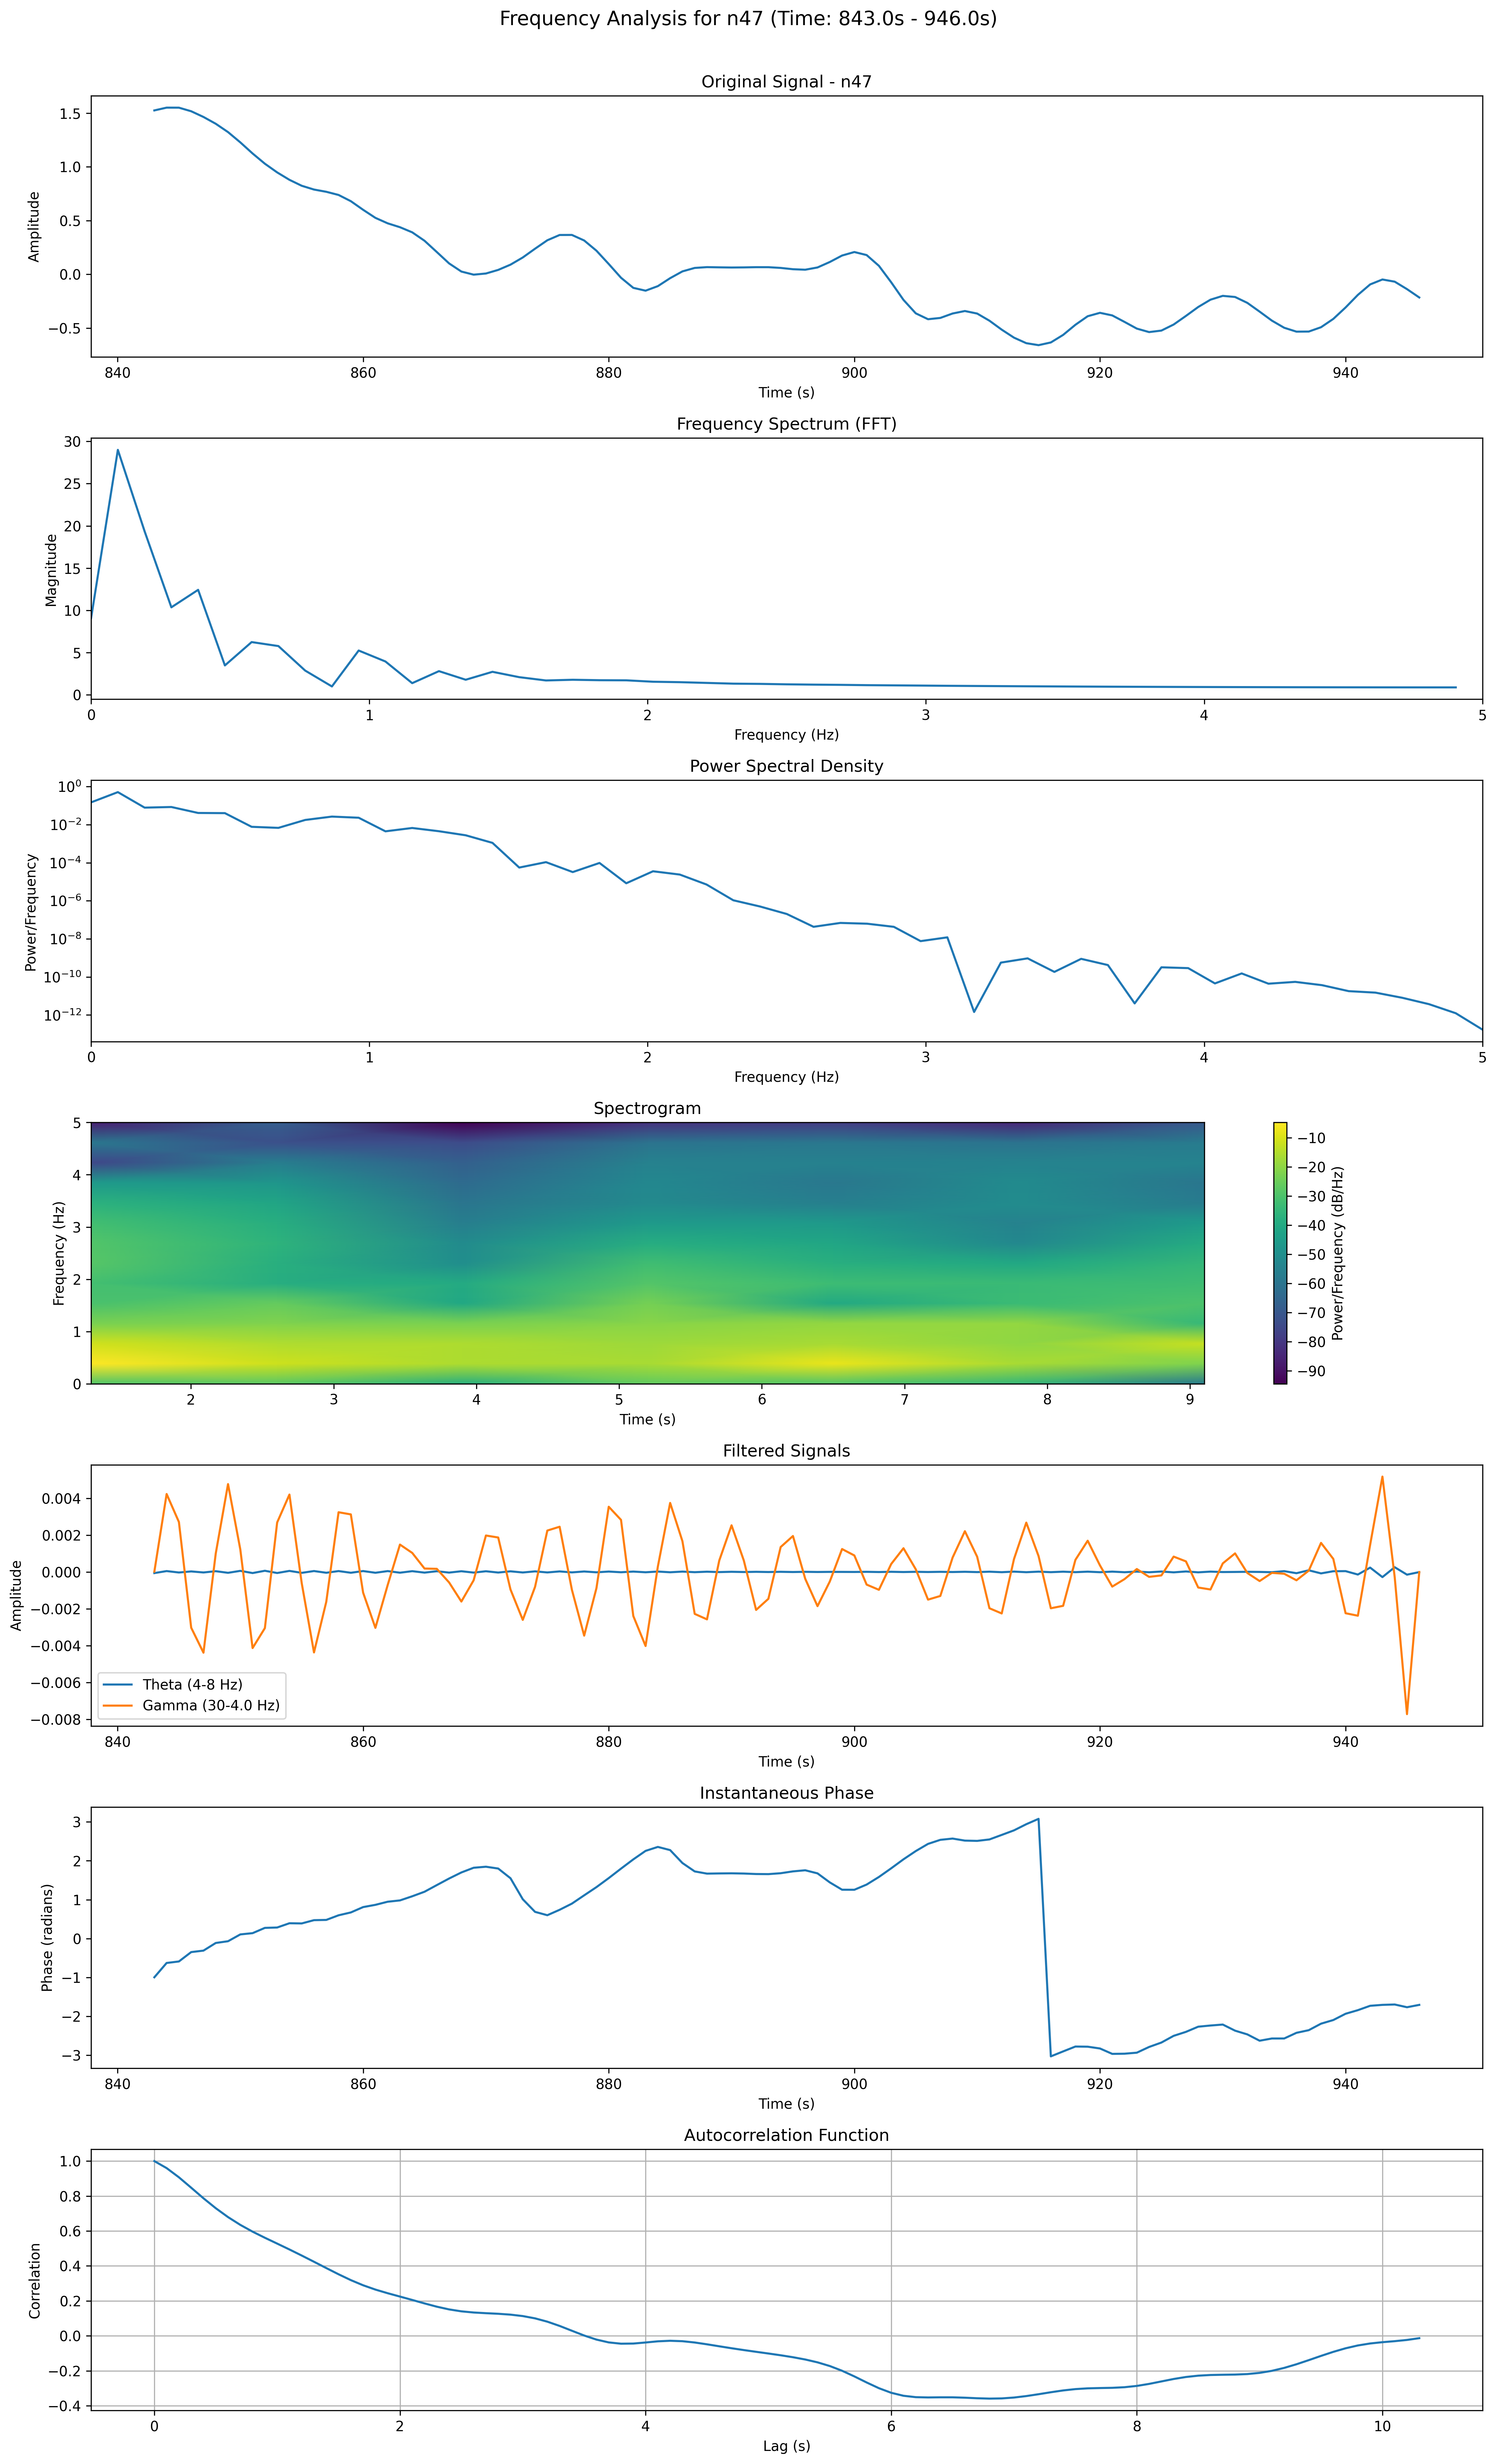 Frequency Analysis for n47 (Time: 843.0s - 946.0s)
Original Signal - n47
1.5
1.0
0.5
0.0
−0.5
Amplitude
840 860 880 900 920 940
Time (s)
Frequency Spectrum (FFT)
30
25
20
15
10
5
0
Magnitude
0 1 2 3 4 5
Frequency (Hz)
Power Spectral Density
10⁰
10⁻²
10⁻⁴
10⁻⁶
10⁻⁸
10⁻¹⁰
10⁻¹²
Power/Frequency
0 1 2 3 4 5
Frequency (Hz)
Spectrogram
5
4
3
2
1
0
Frequency (Hz)
2 3 4 5 6 7 8 9
Time (s)
−10
−20
−30
−40
−50
−60
−70
−80
−90
Power/Frequency (dB/Hz)
Filtered Signals
0.004
0.002
0.000
−0.002
−0.004
−0.006
−0.008
Amplitude
Theta (4-8 Hz)
Gamma (30-4.0 Hz)
840 860 880 900 920 940
Time (s)
Instantaneous Phase
3
2
1
0
−1
−2
−3
Phase (radians)
840 860 880 900 920 940
Time (s)
Autocorrelation Function
1.0
0.8
0.6
0.4
0.2
0.0
−0.2
−0.4
Correlation
0 2 4 6 8 10
Lag (s)